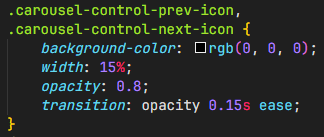 .carousel-control-prev-icon,
.carousel-control-next-icon {
    background-color: rgb(0, 0, 0);
    width: 15%;
    opacity: 0.8;
    transition: opacity 0.15s ease;
}